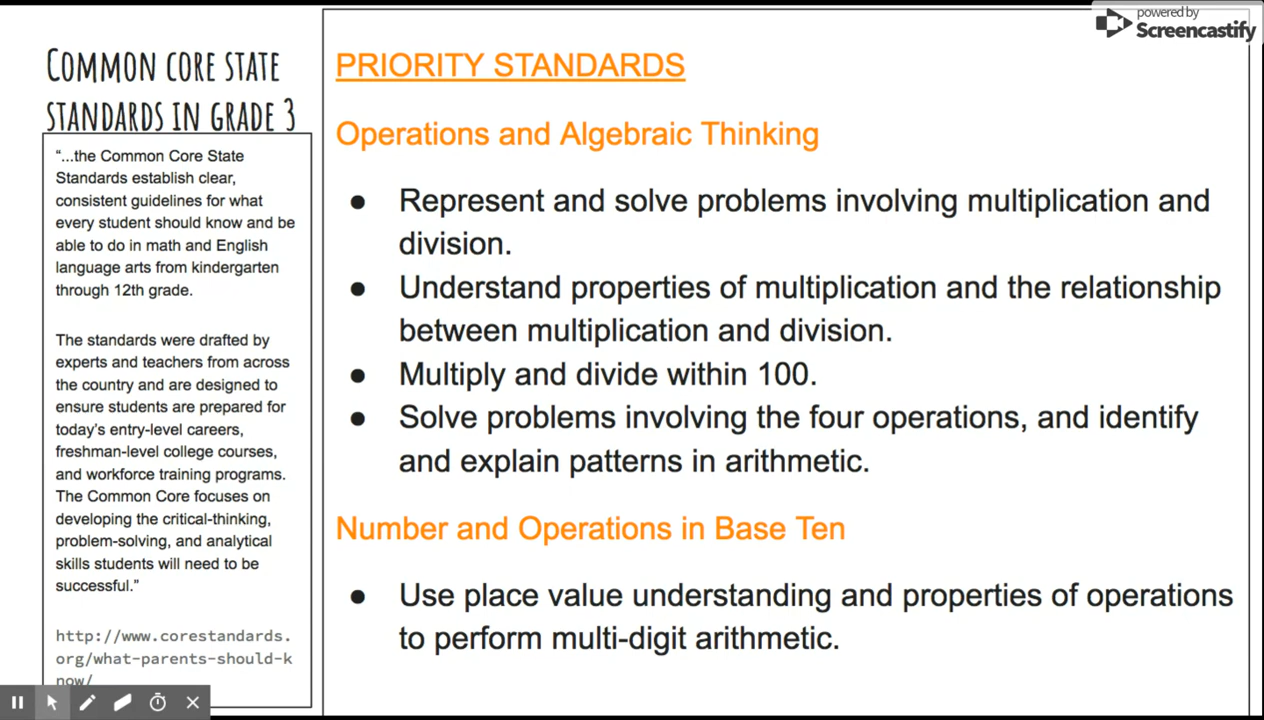 powered by
Screencastify
COMMON CORE STATE
STANDARDS IN GRADE 3
“...the Common Core State
Standards establish clear,
consistent guidelines for what
every student should know and be
able to do in math and English
language arts from kindergarten
through 12th grade.
The standards were drafted by
experts and teachers from across
the country and are designed to
ensure students are prepared for
today’s entry-level careers,
freshman-level college courses,
and workforce training programs.
The Common Core focuses on
developing the critical-thinking,
problem-solving, and analytical
skills students will need to be
successful.”
http://www.corestandards.
org/what-parents-should-k
now/
PRIORITY STANDARDS
Operations and Algebraic Thinking
● Represent and solve problems involving multiplication and
division.
● Understand properties of multiplication and the relationship
between multiplication and division.
● Multiply and divide within 100.
● Solve problems involving the four operations, and identify
and explain patterns in arithmetic.
Number and Operations in Base Ten
● Use place value understanding and properties of operations
to perform multi-digit arithmetic.